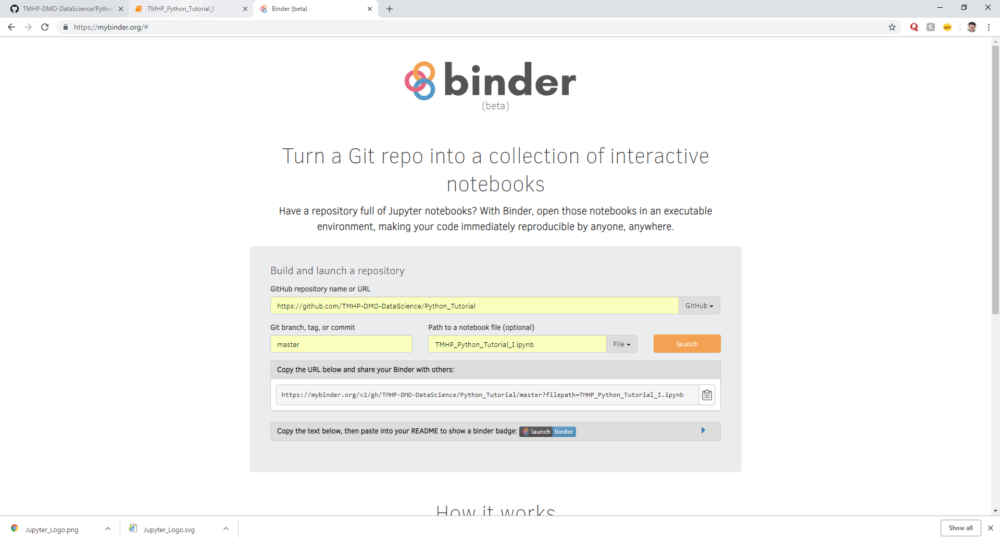 TMHP-DMO-DataScience/Python
TMHP_Python_Tutorial_I
Binder (beta)
https://mybinder.org/#
binder
(beta)
Turn a Git repo into a collection of interactive
notebooks
Have a repository full of Jupyter notebooks? With Binder, open those notebooks in an executable
environment, making your code immediately reproducible by anyone, anywhere.
Build and launch a repository
GitHub repository name or URL
https://github.com/TMHP-DMO-DataScience/Python_Tutorial
GitHub
Git branch, tag, or commit
Path to a notebook file (optional)
master
TMHP_Python_Tutorial_I.ipynb
File
launch
Copy the URL below and share your Binder with others:
https://mybinder.org/v2/gh/TMHP-DMO-DataScience/Python_Tutorial/master?filepath=TMHP_Python_Tutorial_I.ipynb
Copy the text below, then paste into your README to show a binder badge: launch binder
How it works
Jupyter_Logo.png
Jupyter_Logo.svg
Show all